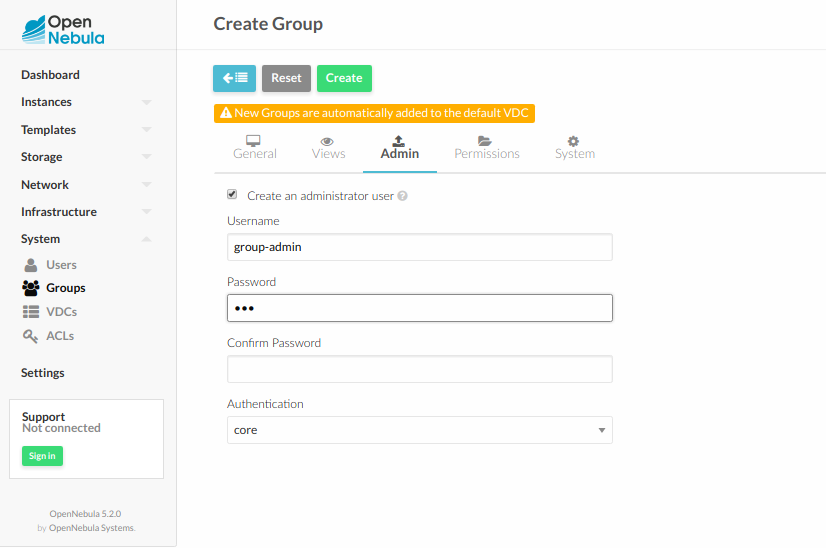 Open
Nebula
Create Group
Dashboard
Instances
Templates
Storage
Network
Infrastructure
System
Users
Groups
VDCs
ACLs
Settings
Support
Not connected
Sign in
OpenNebula 5.2.0
by OpenNebula Systems.
Reset
Create
New Groups are automatically added to the default VDC
General
Views
Admin
Permissions
System
Create an administrator user
Username
group-admin
Password
•••
Confirm Password
Authentication
core